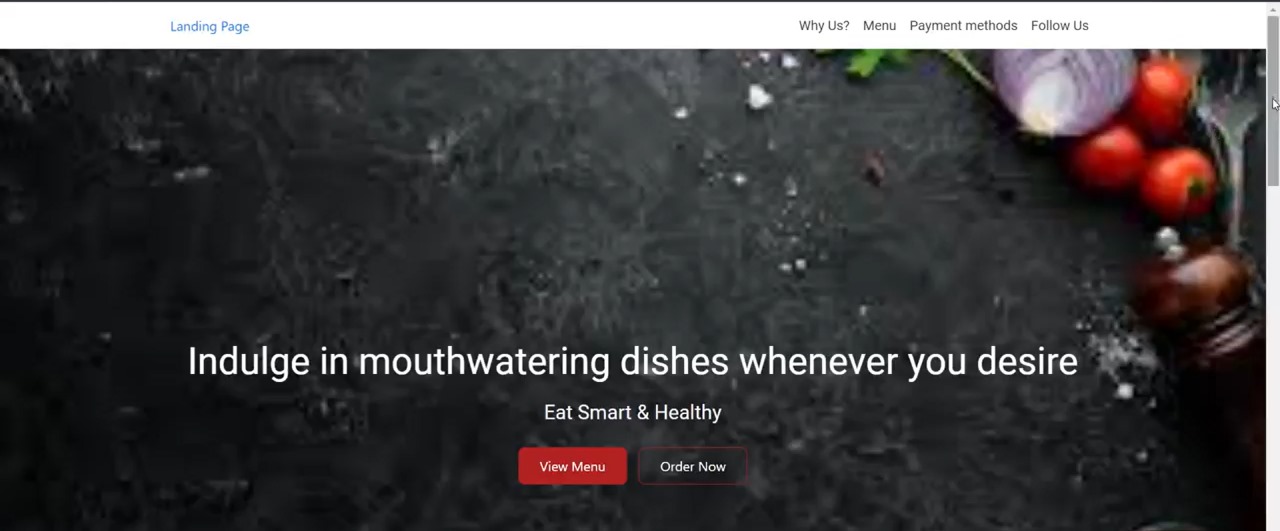 Landing Page
Why Us? Menu Payment methods Follow Us
Indulge in mouthwatering dishes whenever you desire
Eat Smart & Healthy
View Menu Order Now